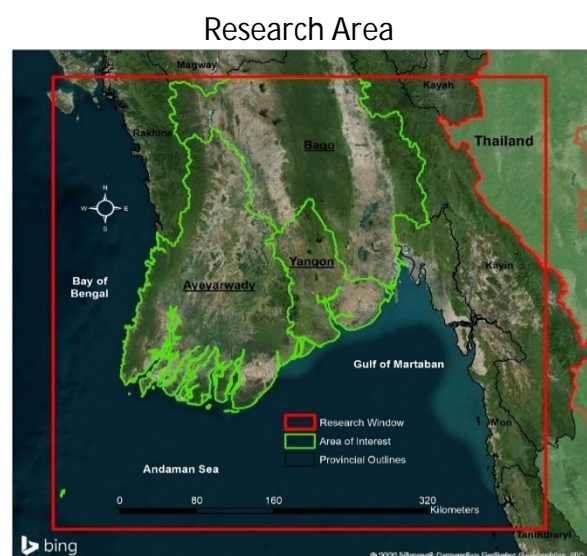 Research Area
Magway
Kayah
Rakhine
Thailand
Bago
N
W E
S
Bay of
Bengal
Yangon
Kayin
Ayeyarwady
Gulf of Martaban
Research Window
Area of Interest
Provincial Outlines
Mon
Andaman Sea
0 80 160 320
Kilometers
Tanintharyi
bing